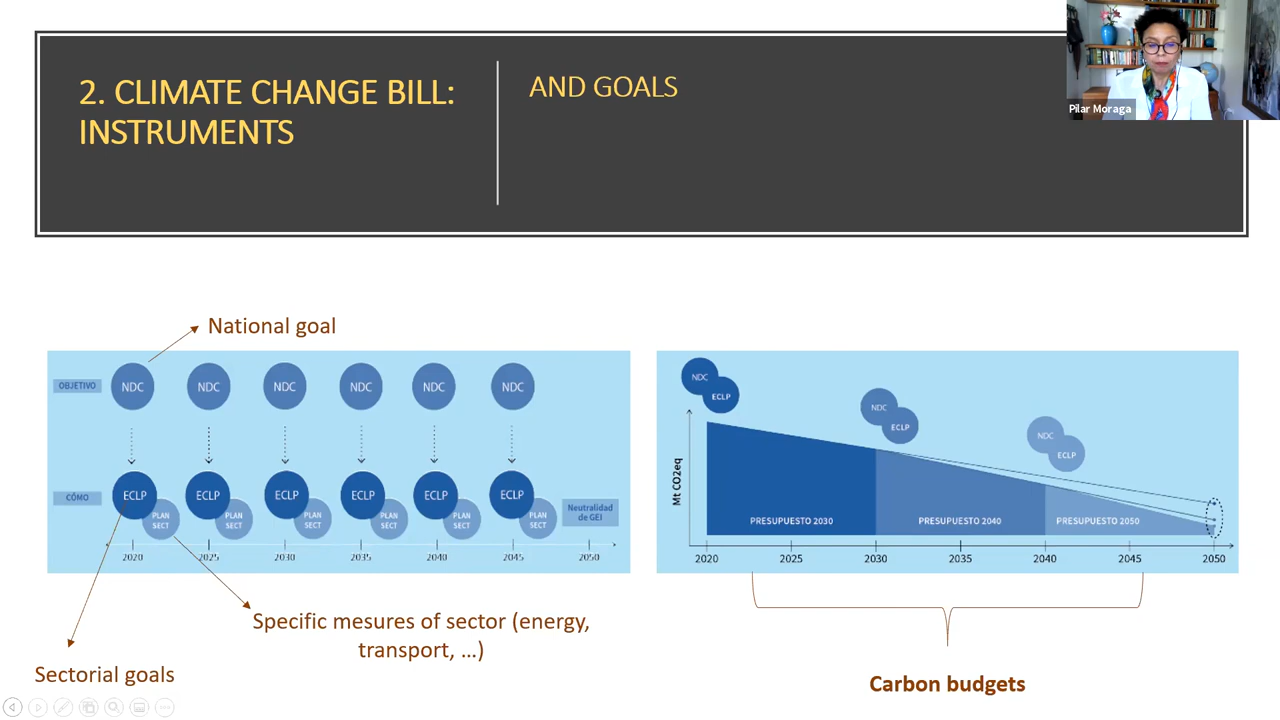 2. CLIMATE CHANGE BILL:
INSTRUMENTS
AND GOALS
Pilar Moraga
National goal
OBJETIVO
NDC
NDC
NDC
NDC
NDC
NDC
CÓMO
ECLP
PLAN
SECT
ECLP
PLAN
SECT
ECLP
PLAN
SECT
ECLP
PLAN
SECT
ECLP
PLAN
SECT
ECLP
PLAN
SECT
Neutralidad
de GEI
2020
2025
2030
2035
2040
2045
2050
Specific mesures of sector (energy,
transport, ...)
Sectorial goals
NDC
ECLP
NDC
ECLP
NDC
ECLP
Mt CO2eq
PRESUPUESTO 2030
PRESUPUESTO 2040
PRESUPUESTO 2050
2020
2025
2030
2035
2040
2045
2050
Carbon budgets